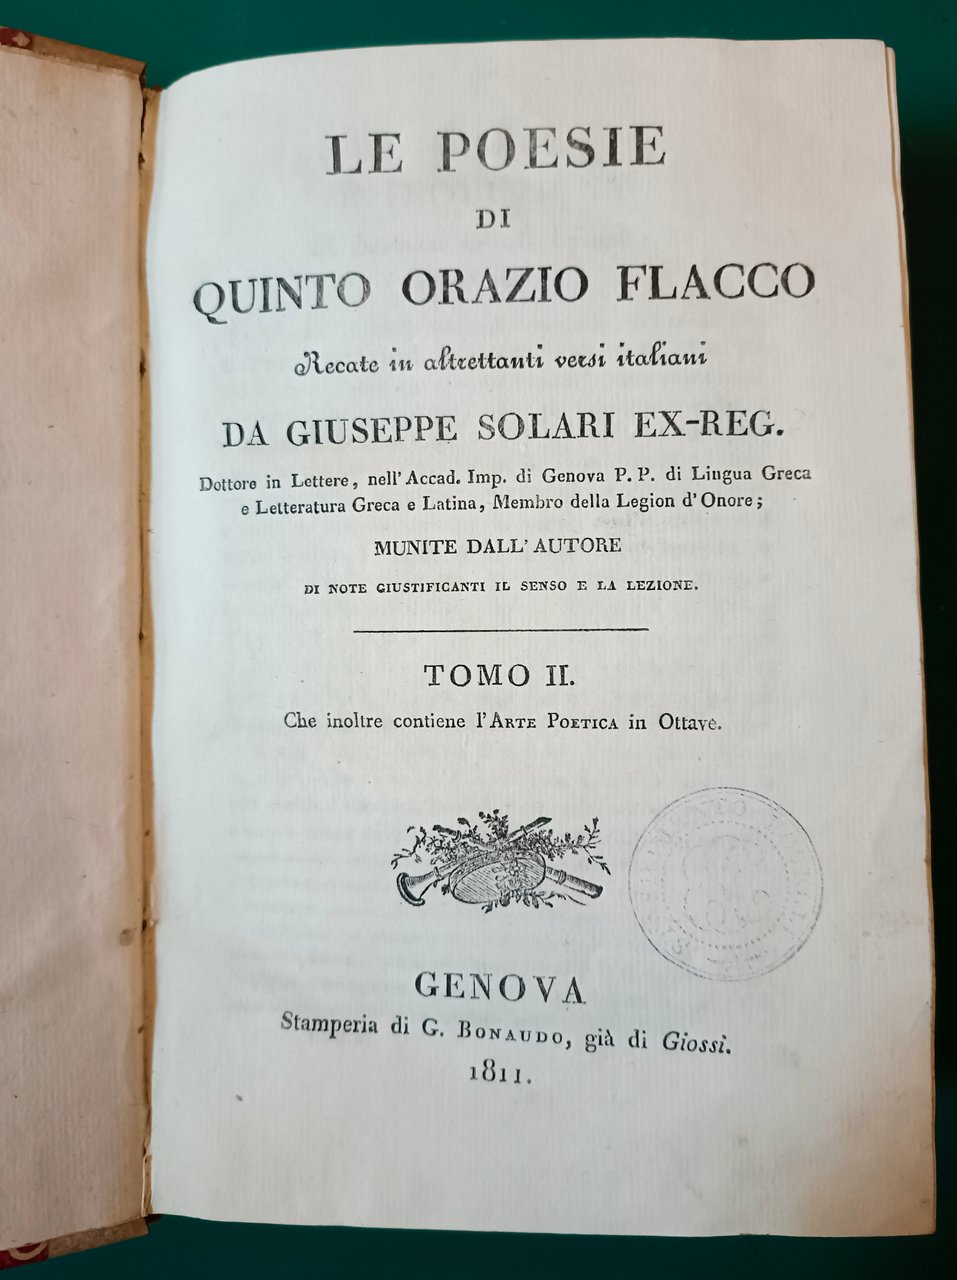 LE POESIE
DI
QUINTO ORAZIO FLACCO
Recate in altrettanti versi italiani
DA GIUSEPPE SOLARI EX-REG.
Dottore in Lettere, nell' Accad. Imp. di Genova P. P. di Lingua Greca
e Letteratura Greca e Latina, Membro della Legion d' Onore;
MUNITE DALL' AUTORE
DI NOTE GIUSTIFICANTI IL SENSO E LA LEZIONE.
TOMO II.
Che inoltre contiene l'ARTE POETICA in Ottave.
GENOVA
Stamperia di G. BONAUDO, già di Giossi.
1811.